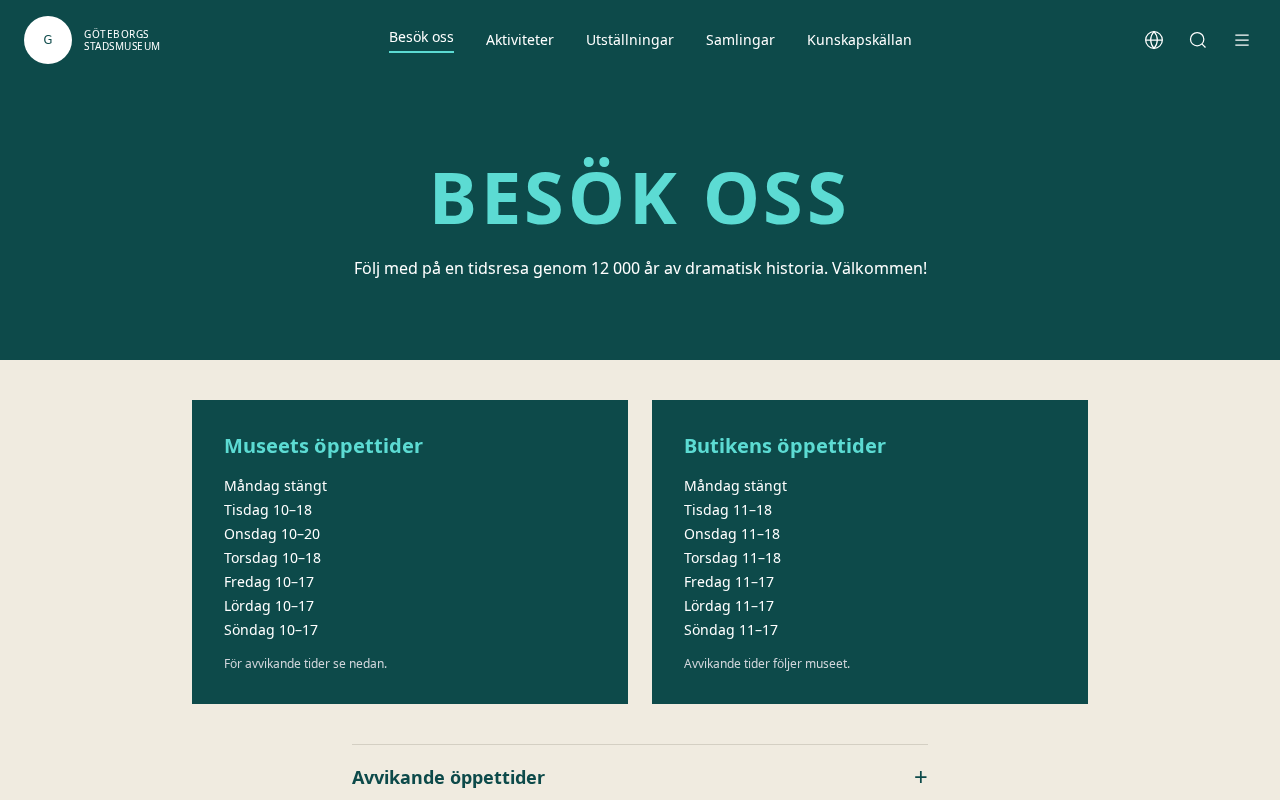 G
GÖTEBORGS
STADSMUSEUM
Besök oss
Aktiviteter
Utställningar
Samlingar
Kunskapskällan
BESÖK OSS
Följ med på en tidsresa genom 12 000 år av dramatisk historia. Välkommen!
Museets öppettider
Måndag stängt
Tisdag 10–18
Onsdag 10–20
Torsdag 10–18
Fredag 10–17
Lördag 10–17
Söndag 10–17
För avvikande tider se nedan.
Butikens öppettider
Måndag stängt
Tisdag 11–18
Onsdag 11–18
Torsdag 11–18
Fredag 11–17
Lördag 11–17
Söndag 11–17
Avvikande tider följer museet.
Avvikande öppettider +